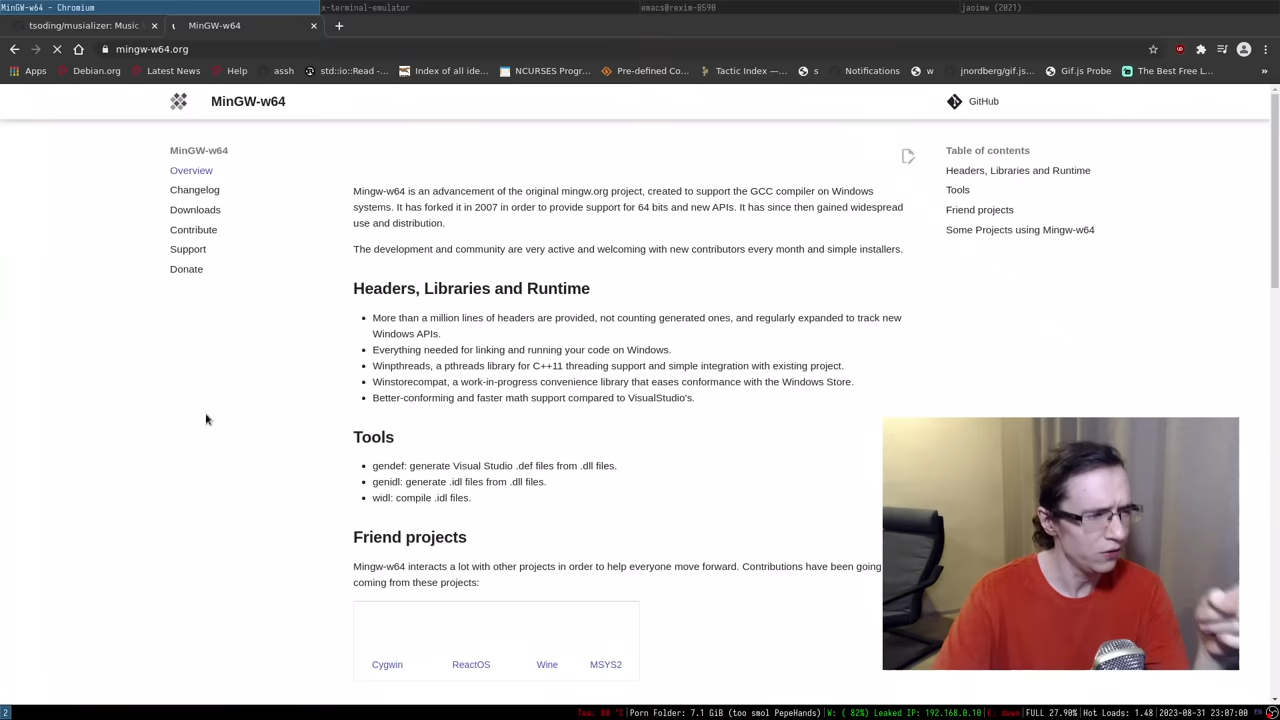 MinGW-w64 - Chromium
x-terminal-emulator
emacs@rexim-B590
jaoimw (2021)
tsoding/musializer: Music V
MinGW-w64
mingw-w64.org
Apps
Debian.org
Latest News
Help
assh
std::io::Read -...
Index of all ide...
NCURSES Progr...
Pre-defined Co...
Tactic Index —...
s
Notifications
w
jnordberg/gif.js...
Gif.js Probe
The Best Free L...
MinGW-w64
GitHub
MinGW-w64
Overview
Changelog
Downloads
Contribute
Support
Donate
Mingw-w64 is an advancement of the original mingw.org project, created to support the GCC compiler on Windows
systems. It has forked it in 2007 in order to provide support for 64 bits and new APIs. It has since then gained widespread
use and distribution.
The development and community are very active and welcoming with new contributors every month and simple installers.
Headers, Libraries and Runtime
More than a million lines of headers are provided, not counting generated ones, and regularly expanded to track new
Windows APIs.
Everything needed for linking and running your code on Windows.
Winpthreads, a pthreads library for C++11 threading support and simple integration with existing project.
Winstorecompat, a work-in-progress convenience library that eases conformance with the Windows Store.
Better-conforming and faster math support compared to VisualStudio's.
Tools
gendef: generate Visual Studio .def files from .dll files.
genidl: generate .idl files from .dll files.
widl: compile .idl files.
Friend projects
Mingw-w64 interacts a lot with other projects in order to help everyone move forward. Contributions have been going
coming from these projects:
Cygwin
ReactOS
Wine
MSYS2
Table of contents
Headers, Libraries and Runtime
Tools
Friend projects
Some Projects using Mingw-w64
2
Porn Folder: 7.1 GiB (too smol PepeHands)|W: ( 82%) Leaked IP: 192.168.0.10|E: down|FULL 27.90%|Hot Loads: 1.48|2023-08-31 23:07:00 EN